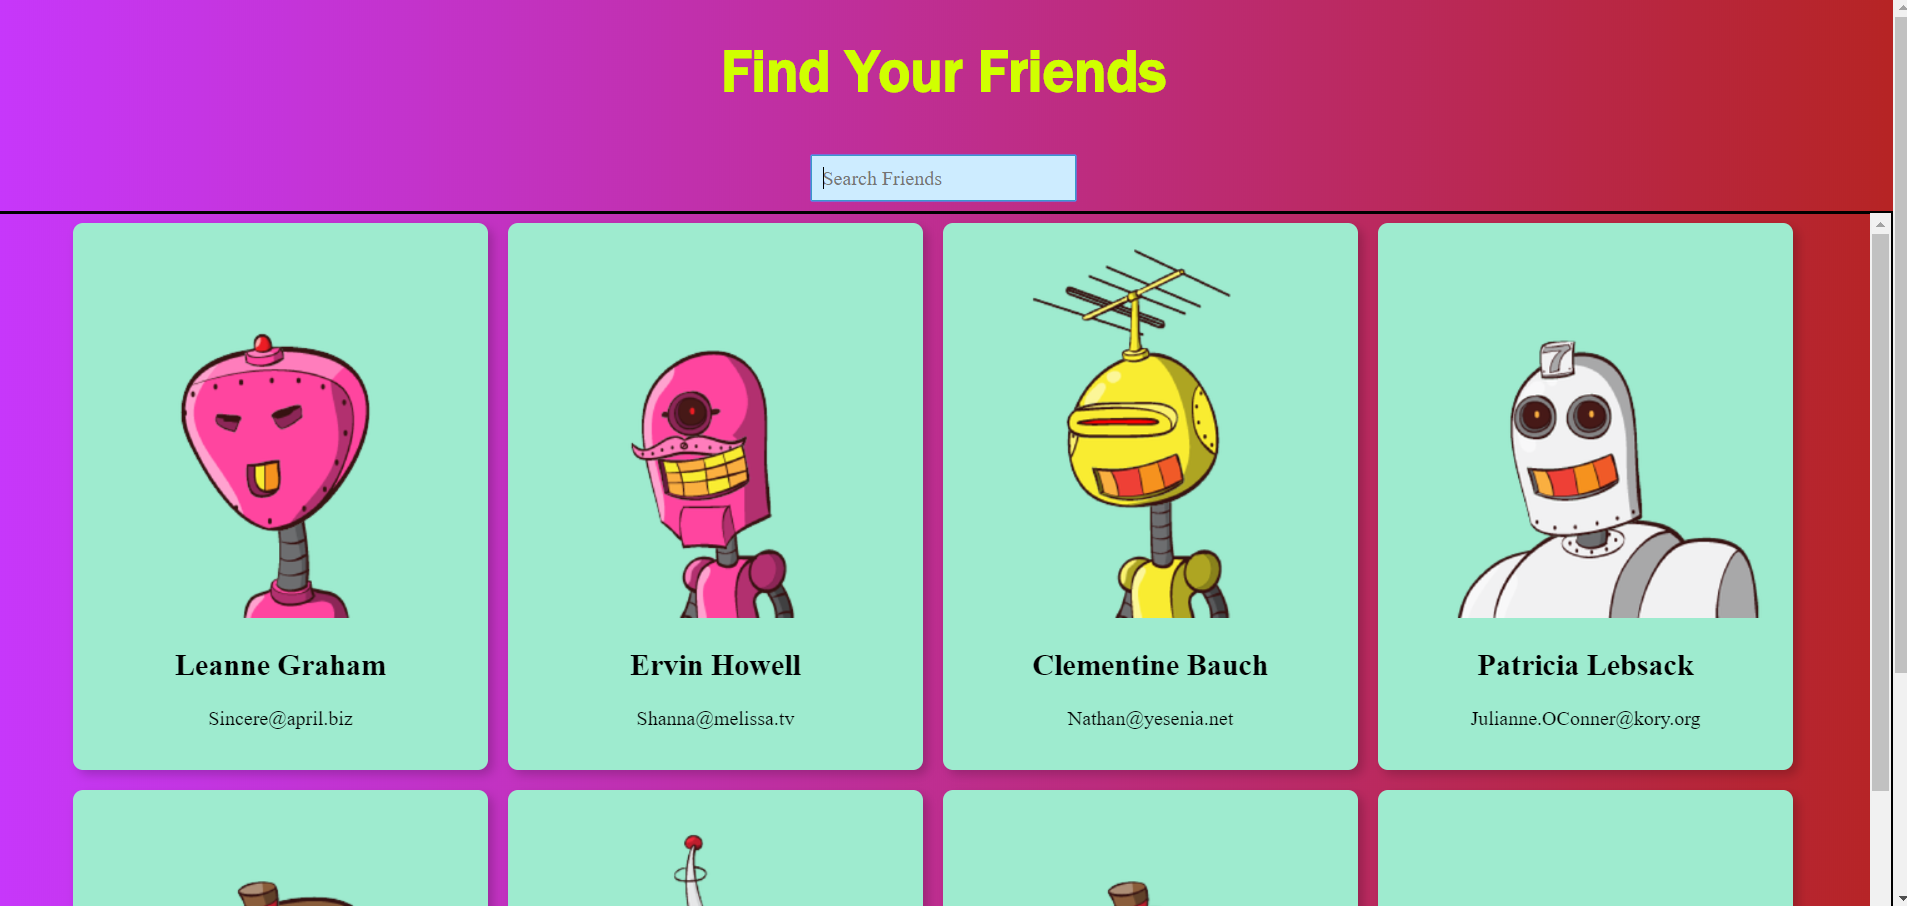 Find Your Friends
Search Friends
7
Leanne Graham
Ervin Howell
Clementine Bauch
Patricia Lebsack
Sincere@april.biz
Shanna@melissa.tv
Nathan@yesenia.net
Julianne.OConner@kory.org